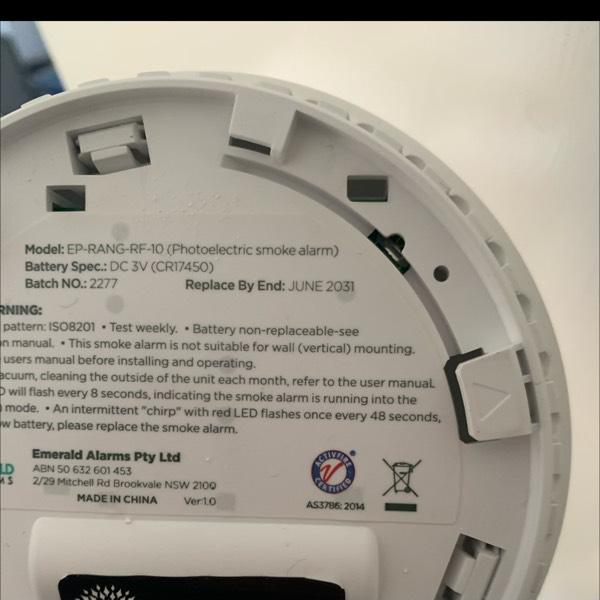 Model: EP-RANG-RF-10 (Photoelectric smoke alarm)
Battery Spec.: DC 3V (CR17450)
Batch NO.: 2277 Replace By End: JUNE 2031
RNING:
pattern: ISO8201 • Test weekly. • Battery non-replaceable-see
n manual. • This smoke alarm is not suitable for wall (vertical) mounting.
users manual before installing and operating.
acuum, cleaning the outside of the unit each month, refer to the user manual.
D will flash every 8 seconds, indicating the smoke alarm is running into the
mode. • An intermittent "chirp" with red LED flashes once every 48 seconds,
w battery, please replace the smoke alarm.
Emerald Alarms Pty Ltd
LD ABN 50 632 601 453
MS 2/29 Mitchell Rd Brookvale NSW 2100
MADE IN CHINA Ver:1.0
ACTIVFIRE
CERTIFIED
AS3786: 2014